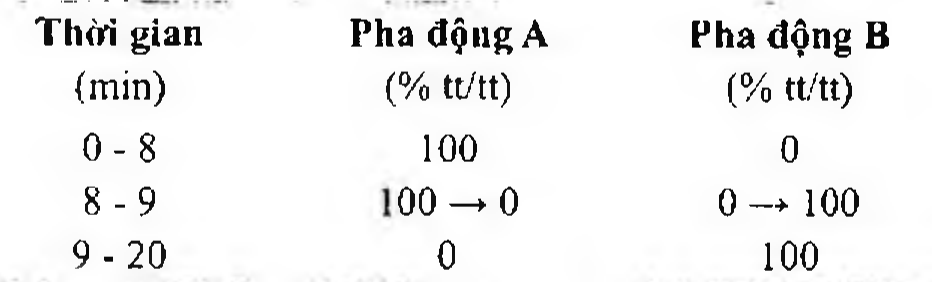 Thời gian Pha động A Pha động B
(min) (% tt/tt) (% tt/tt)
0 - 8 100 0
8 - 9 100 → 0 0 → 100
9 - 20 0 100